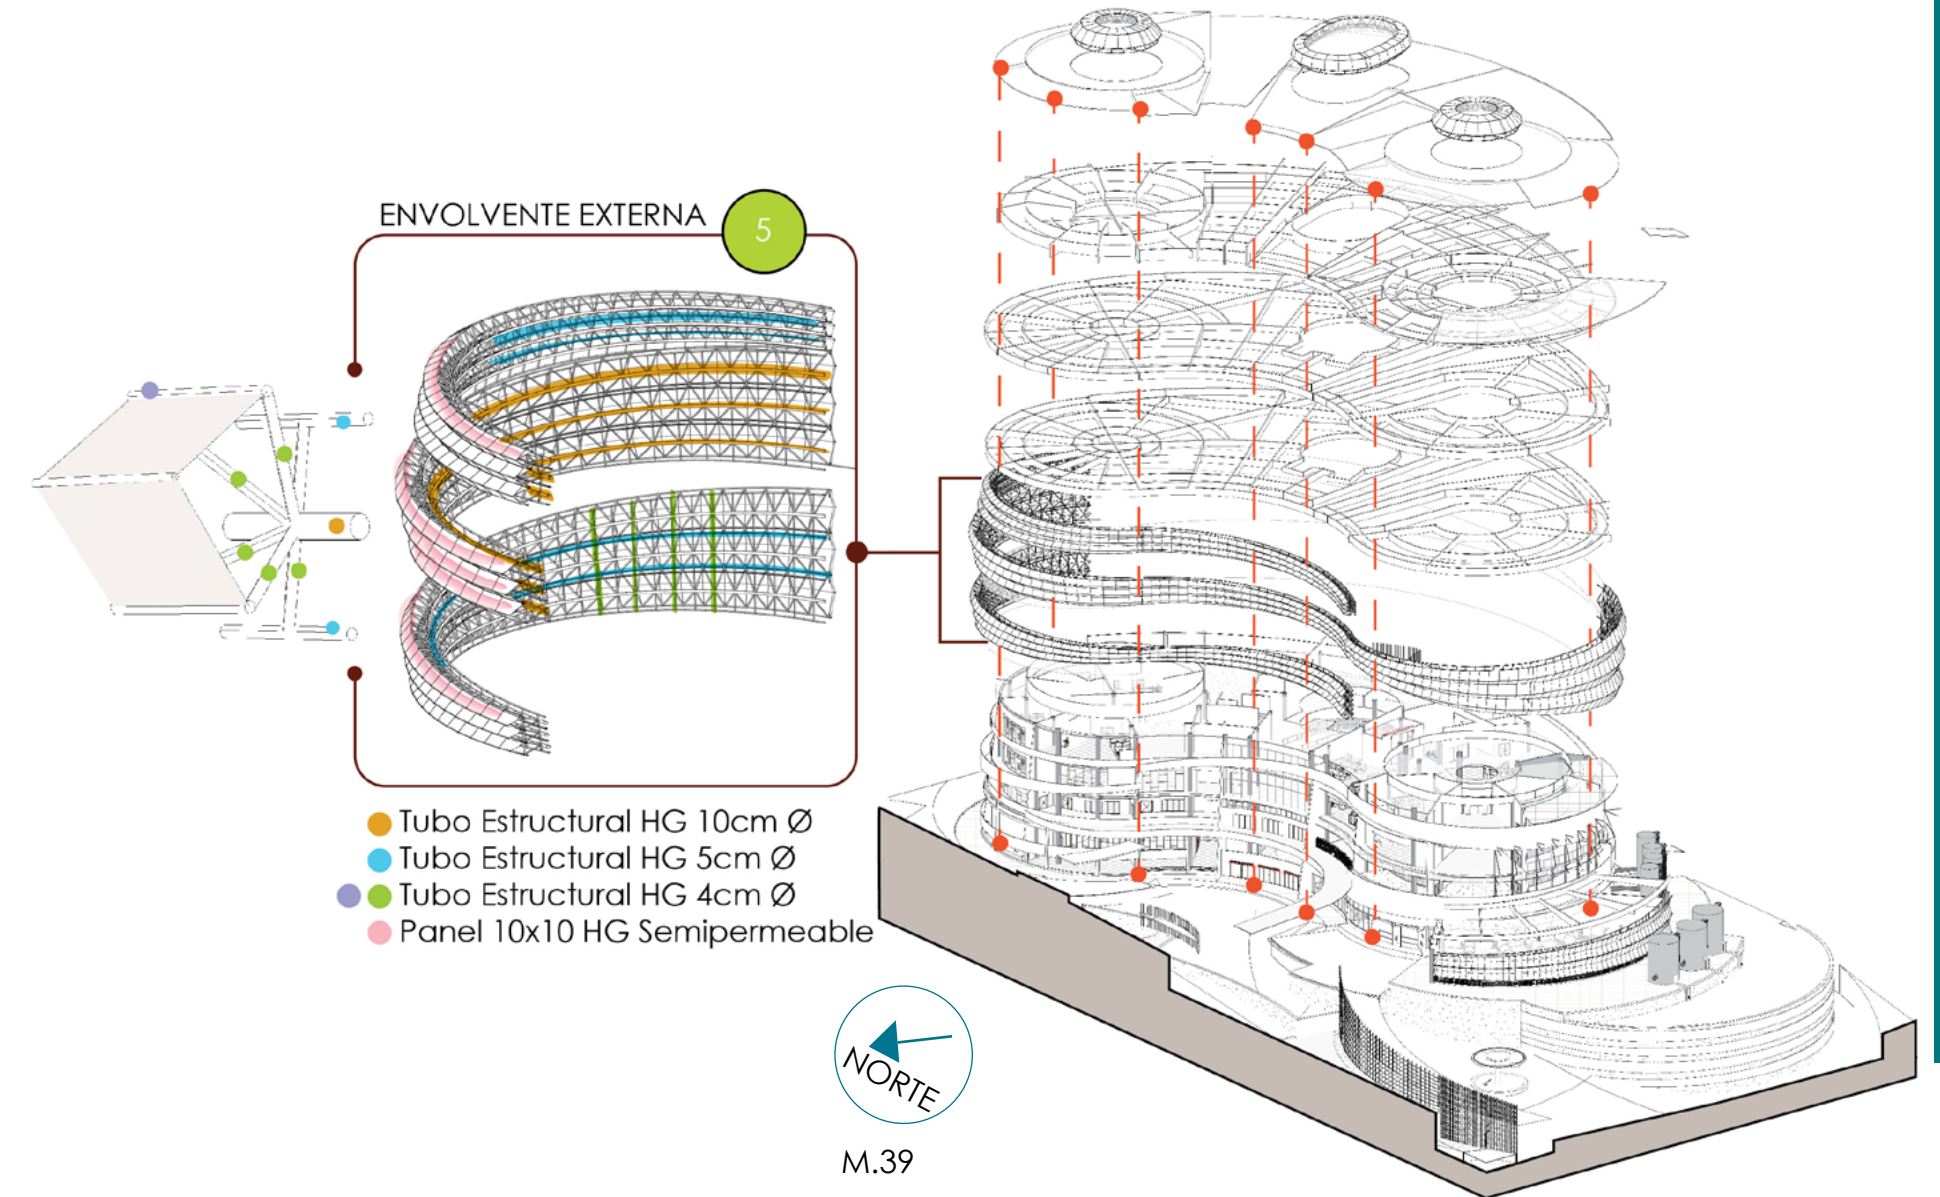 ENVOLVENTE EXTERNA
5
Tubo Estructural HG 10cm Ø
Tubo Estructural HG 5cm Ø
Tubo Estructural HG 4cm Ø
Panel 10x10 HG Semipermeable
NORTE
M.39